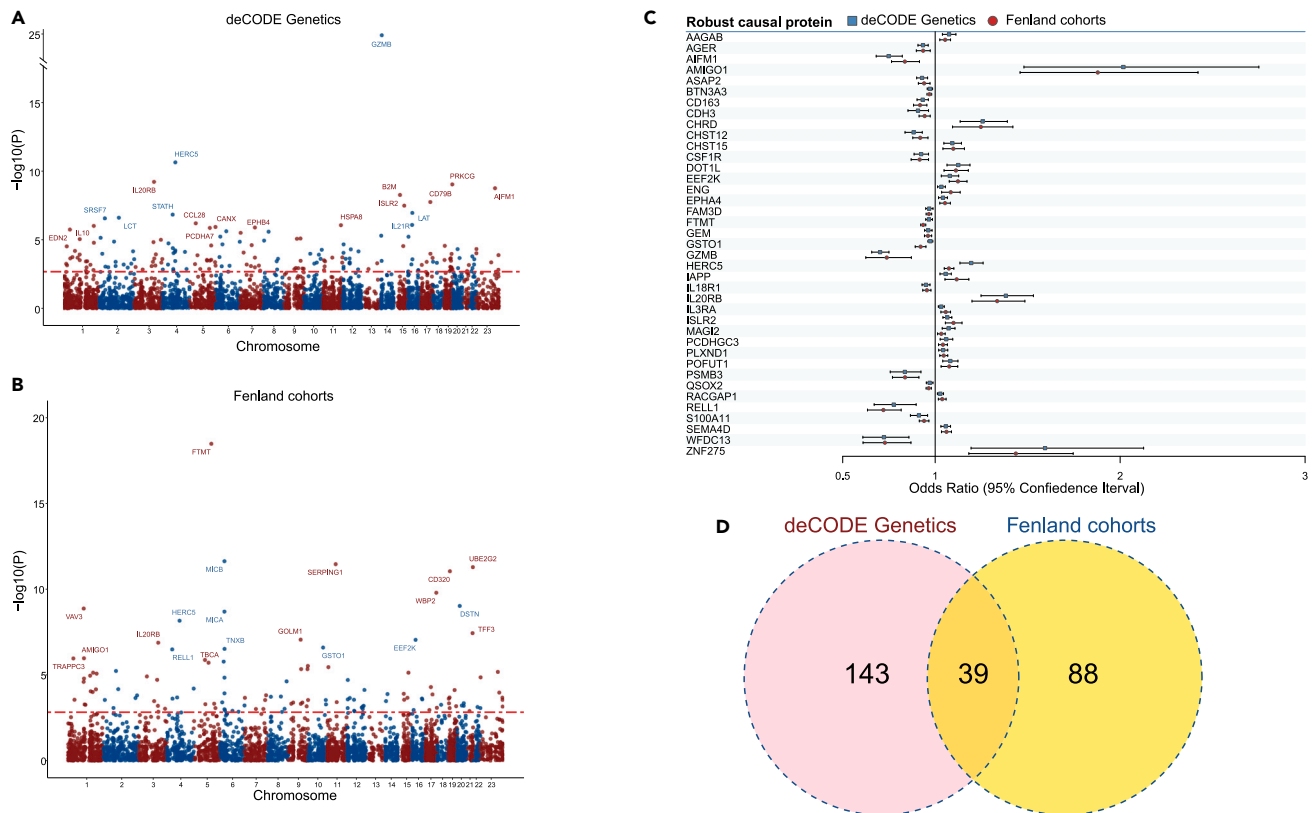 A
deCODE Genetics
25
15
10
5
0
−log10(P)
GZMB
HERC5
IL20RB
PRKCG
B2M
CD79B
AIFM1
ISLR2
SRSF7
STATH
LCT
CCL28
CANX
EPHB4
HSPA8
LAT
IL21R
EDN2
IL10
PCDHA7
1 2 3 4 5 6 7 8 9 10 11 12 13 14 15 16 17 18 19 20 21 22 23
Chromosome
B
Fenland cohorts
20
15
10
5
0
−log10(P)
FTMT
MICB
SERPING1
UBE2G2
CD320
WBP2
VAV3
HERC5
MICA
DSTN
IL20RB
TNXB
GOLM1
TFF3
AMIGO1
TRAPPC3
RELL1
TBCA
GSTO1
EEF2K
1 2 3 4 5 6 7 8 9 10 11 12 13 14 15 16 17 18 19 20 21 22 23
Chromosome
C
Robust causal protein deCODE Genetics Fenland cohorts
AAGAB
AGER
AIFM1
AMIGO1
ASAP2
BTN3A3
CD163
CDH3
CHRD
CHST12
CHST15
CSF1R
DOT1L
EEF2K
ENG
EPHA4
FAM3D
FTMT
GEM
GSTO1
GZMB
HERC5
IAPP
IL18R1
IL20RB
IL3RA
ISLR2
MAGI2
PCDHGC3
PLXND1
POFUT1
PSMB3
QSOX2
RACGAP1
RELL1
S100A11
SEMA4D
WFDC13
ZNF275
0.5 1 2 3
Odds Ratio (95% Confiedence Iterval)
D
deCODE Genetics Fenland cohorts
143 39 88